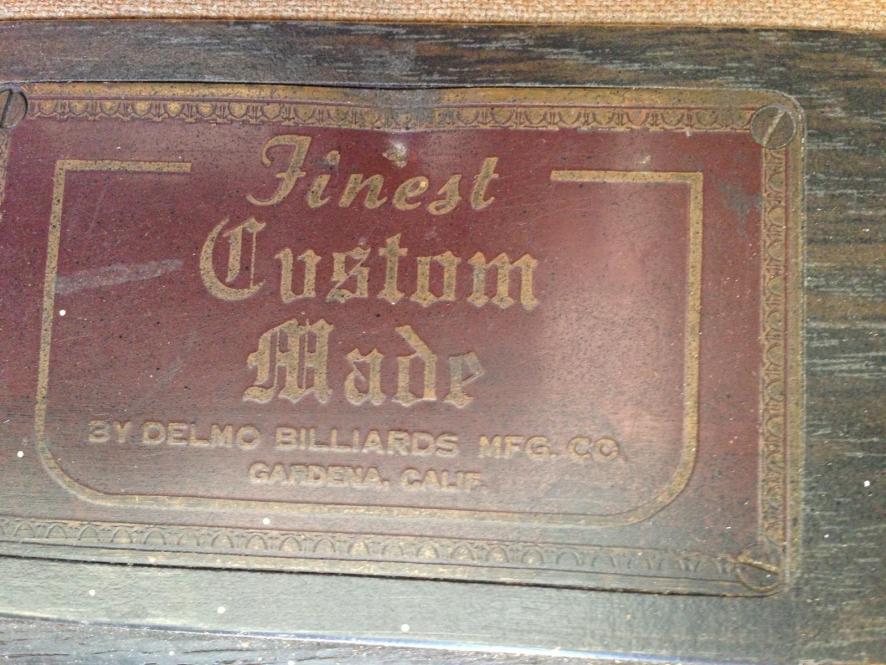 Finest
Custom
Made
BY DELMO BILLIARDS MFG. CO.
GARDENA, CALIF.